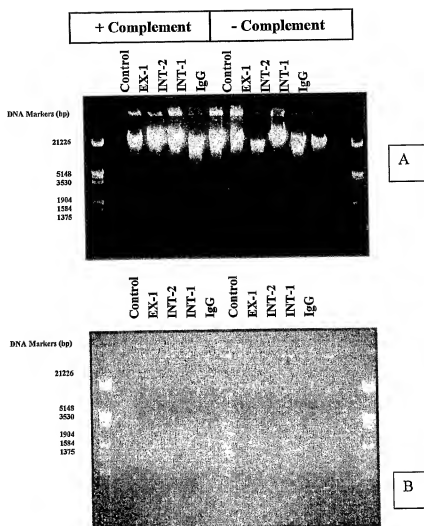 + Complement
- Complement
Control
EX-1
INT-2
INT-1
IgG
Control
EX-1
INT-2
INT-1
IgG
DNA Markers (bp)
21226
5148
3530
1904
1584
1375
A
Control
EX-1
INT-2
INT-1
IgG
Control
EX-1
INT-2
INT-1
IgG
DNA Markers (bp)
21226
5148
3530
1904
1584
1375
B